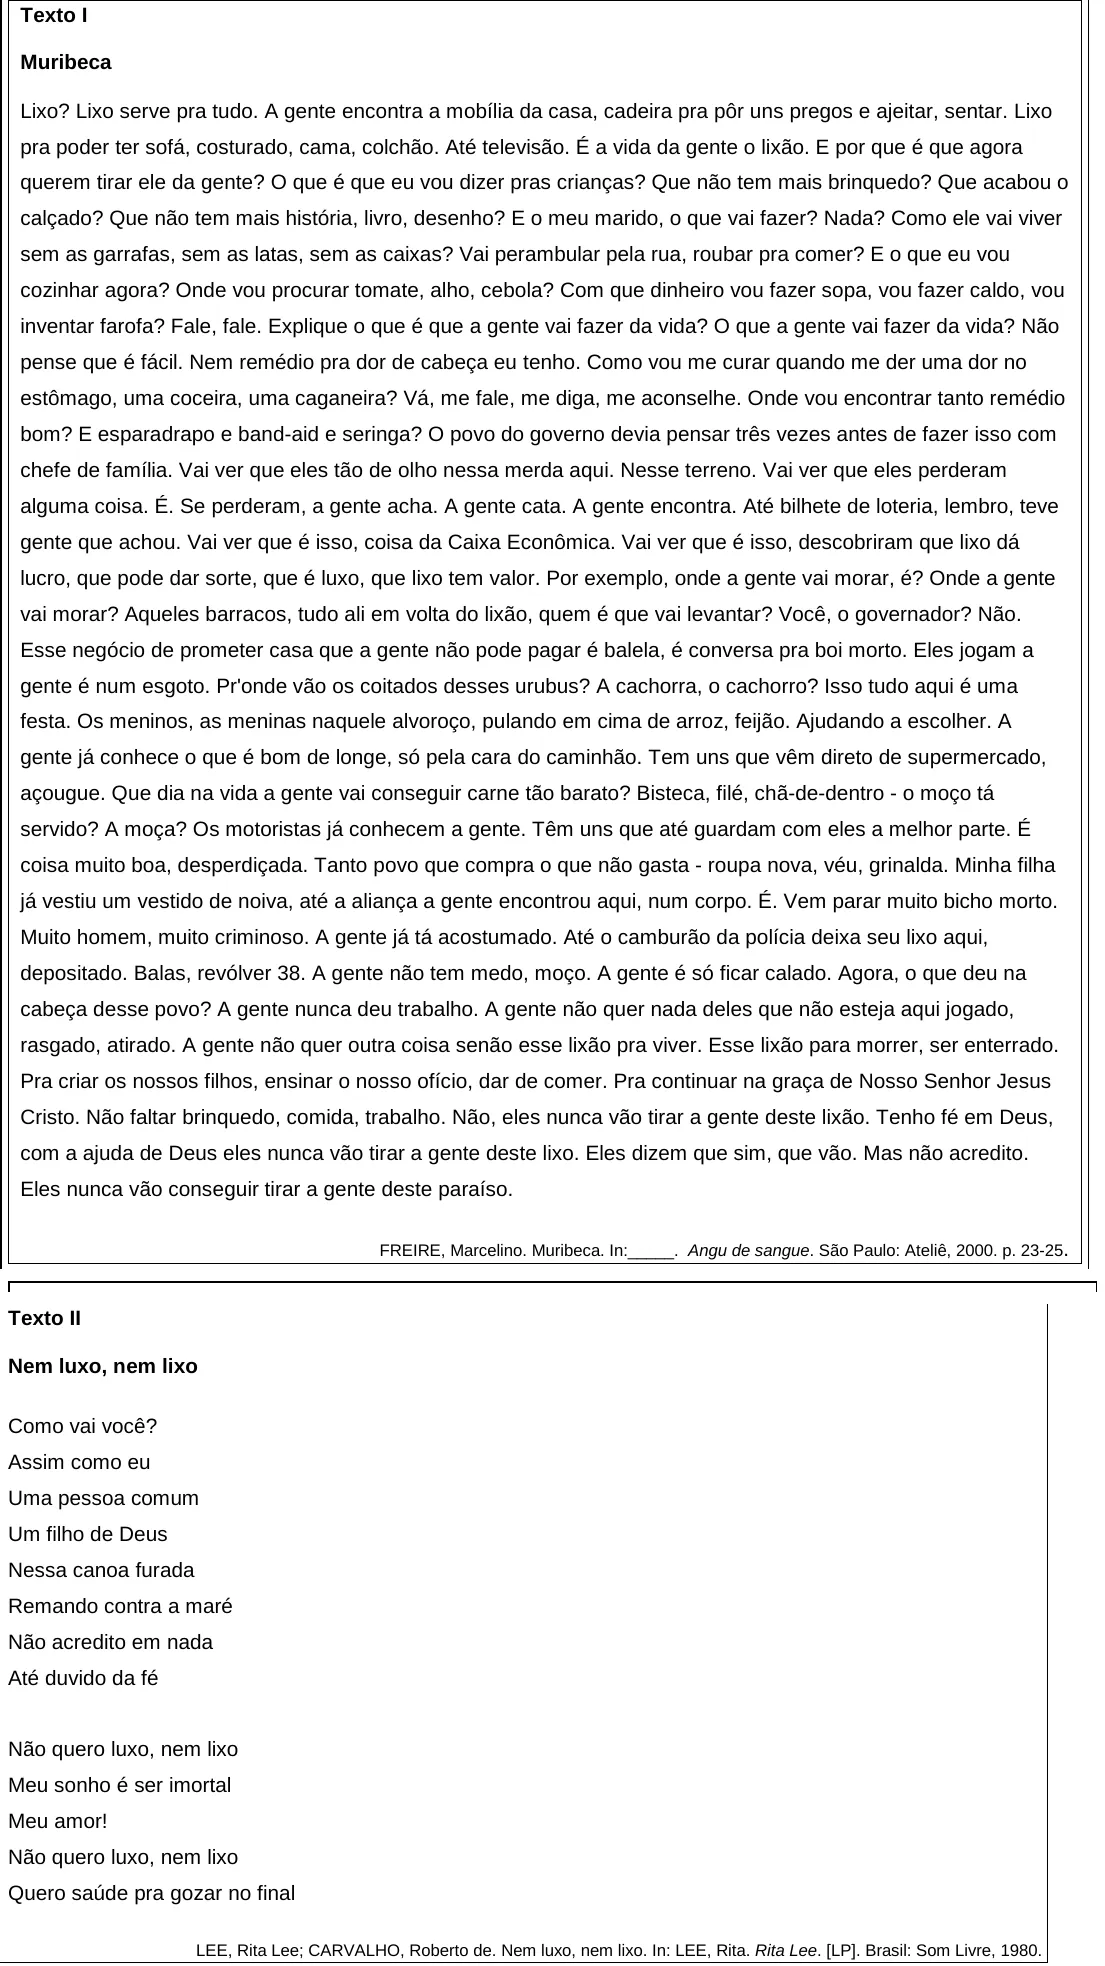 Texto I
Muribeca
Lixo? Lixo serve pra tudo. A gente encontra a mobília da casa, cadeira pra pôr uns pregos e ajeitar, sentar. Lixo
pra poder ter sofá, costurado, cama, colchão. Até televisão. É a vida da gente o lixão. E por que é que agora
querem tirar ele da gente? O que é que eu vou dizer pras crianças? Que não tem mais brinquedo? Que acabou o
calçado? Que não tem mais história, livro, desenho? E o meu marido, o que vai fazer? Nada? Como ele vai viver
sem as garrafas, sem as latas, sem as caixas? Vai perambular pela rua, roubar pra comer? E o que eu vou
cozinhar agora? Onde vou procurar tomate, alho, cebola? Com que dinheiro vou fazer sopa, vou fazer caldo, vou
inventar farofa? Fale, fale. Explique o que é que a gente vai fazer da vida? O que a gente vai fazer da vida? Não
pense que é fácil. Nem remédio pra dor de cabeça eu tenho. Como vou me curar quando me der uma dor no
estômago, uma coceira, uma caganeira? Vá, me fale, me diga, me aconselhe. Onde vou encontrar tanto remédio
bom? E esparadrapo e band-aid e seringa? O povo do governo devia pensar três vezes antes de fazer isso com
chefe de família. Vai ver que eles tão de olho nessa merda aqui. Nesse terreno. Vai ver que eles perderam
alguma coisa. É. Se perderam, a gente acha. A gente cata. A gente encontra. Até bilhete de loteria, lembro, teve
gente que achou. Vai ver que é isso, coisa da Caixa Econômica. Vai ver que é isso, descobriram que lixo dá
lucro, que pode dar sorte, que é luxo, que lixo tem valor. Por exemplo, onde a gente vai morar, é? Onde a gente
vai morar? Aqueles barracos, tudo ali em volta do lixão, quem é que vai levantar? Você, o governador? Não.
Esse negócio de prometer casa que a gente não pode pagar é balela, é conversa pra boi morto. Eles jogam a
gente é num esgoto. Pr'onde vão os coitados desses urubus? A cachorra, o cachorro? Isso tudo aqui é uma
festa. Os meninos, as meninas naquele alvoroço, pulando em cima de arroz, feijão. Ajudando a escolher. A
gente já conhece o que é bom de longe, só pela cara do caminhão. Tem uns que vêm direto de supermercado,
açougue. Que dia na vida a gente vai conseguir carne tão barato? Bisteca, filé, chã-de-dentro - o moço tá
servido? A moça? Os motoristas já conhecem a gente. Têm uns que até guardam com eles a melhor parte. É
coisa muito boa, desperdiçada. Tanto povo que compra o que não gasta - roupa nova, véu, grinalda. Minha filha
já vestiu um vestido de noiva, até a aliança a gente encontrou aqui, num corpo. É. Vem parar muito bicho morto.
Muito homem, muito criminoso. A gente já tá acostumado. Até o camburão da polícia deixa seu lixo aqui,
depositado. Balas, revólver 38. A gente não tem medo, moço. A gente é só ficar calado. Agora, o que deu na
cabeça desse povo? A gente nunca deu trabalho. A gente não quer nada deles que não esteja aqui jogado,
rasgado, atirado. A gente não quer outra coisa senão esse lixão pra viver. Esse lixão para morrer, ser enterrado.
Pra criar os nossos filhos, ensinar o nosso ofício, dar de comer. Pra continuar na graça de Nosso Senhor Jesus
Cristo. Não faltar brinquedo, comida, trabalho. Não, eles nunca vão tirar a gente deste lixão. Tenho fé em Deus,
com a ajuda de Deus eles nunca vão tirar a gente deste lixo. Eles dizem que sim, que vão. Mas não acredito.
Eles nunca vão conseguir tirar a gente deste paraíso.
FREIRE, Marcelino. Muribeca. In:_____. Angu de sangue. São Paulo: Ateliê, 2000. p. 23-25.
Texto II
Nem luxo, nem lixo
Como vai você?
Assim como eu
Uma pessoa comum
Um filho de Deus
Nessa canoa furada
Remando contra a maré
Não acredito em nada
Até duvido da fé
Não quero luxo, nem lixo
Meu sonho é ser imortal
Meu amor!
Não quero luxo, nem lixo
Quero saúde pra gozar no final
LEE, Rita Lee; CARVALHO, Roberto de. Nem luxo, nem lixo. In: LEE, Rita. Rita Lee. [LP]. Brasil: Som Livre, 1980.